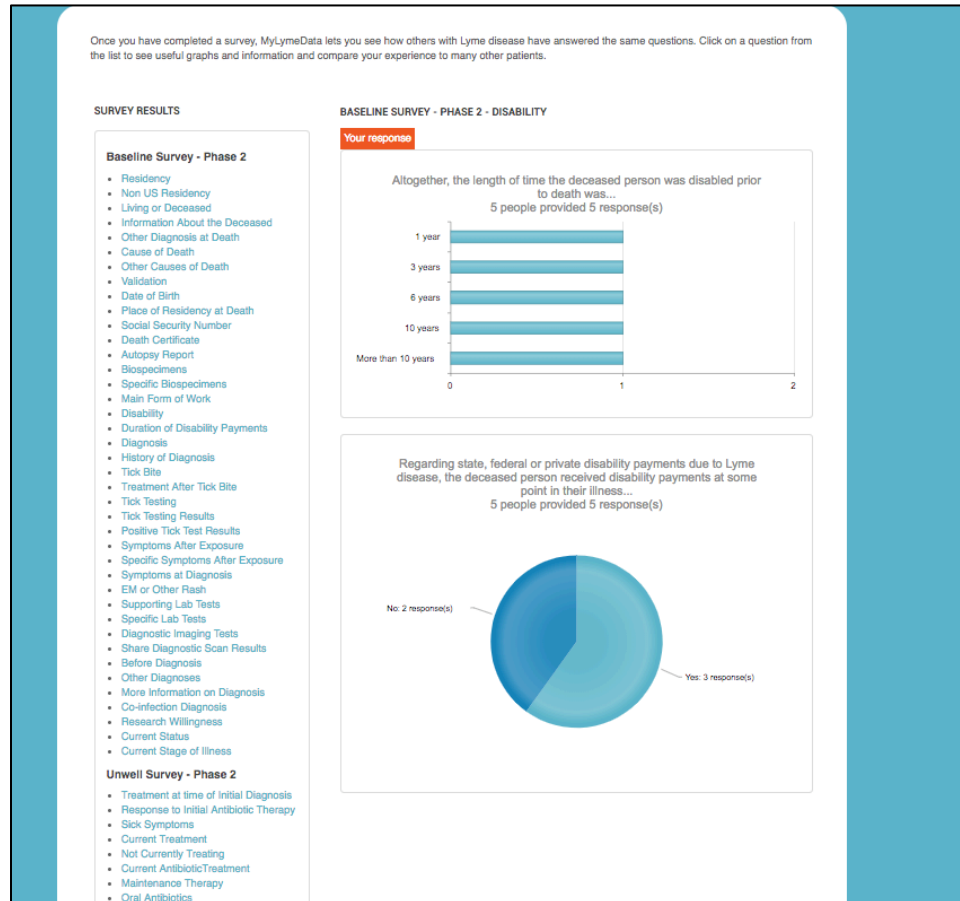 Once you have completed a survey, MyLymeData lets you see how others with Lyme disease have answered the same questions. Click on a question from
the list to see useful graphs and information and compare your experience to many other patients.
SURVEY RESULTS
Baseline Survey - Phase 2
Residency
Non US Residency
Living or Deceased
Information About the Deceased
Other Diagnosis at Death
Cause of Death
Other Causes of Death
Validation
Date of Birth
Place of Residency at Death
Social Security Number
Death Certificate
Autopsy Report
Biospecimens
Specific Biospecimens
Main Form of Work
Disability
Duration of Disability Payments
Diagnosis
History of Diagnosis
Tick Bite
Treatment After Tick Bite
Tick Testing
Tick Testing Results
Positive Tick Test Results
Symptoms After Exposure
Specific Symptoms After Exposure
Symptoms at Diagnosis
EM or Other Rash
Supporting Lab Tests
Specific Lab Tests
Diagnostic Imaging Tests
Share Diagnostic Scan Results
Before Diagnosis
Other Diagnoses
More Information on Diagnosis
Co-infection Diagnosis
Research Willingness
Current Status
Current Stage of Illness
Unwell Survey - Phase 2
Treatment at time of Initial Diagnosis
Response to Initial Antibiotic Therapy
Sick Symptoms
Current Treatment
Not Currently Treating
Current AntibioticTreatment
Maintenance Therapy
Oral Antibiotics
BASELINE SURVEY - PHASE 2 - DISABILITY
Your response
Altogether, the length of time the deceased person was disabled prior
to death was...
5 people provided 5 response(s)
1 year
3 years
6 years
10 years
More than 10 years
0 1 2
Regarding state, federal or private disability payments due to Lyme
disease, the deceased person received disability payments at some
point in their illness...
5 people provided 5 response(s)
No: 2 response(s)
Yes: 3 response(s)